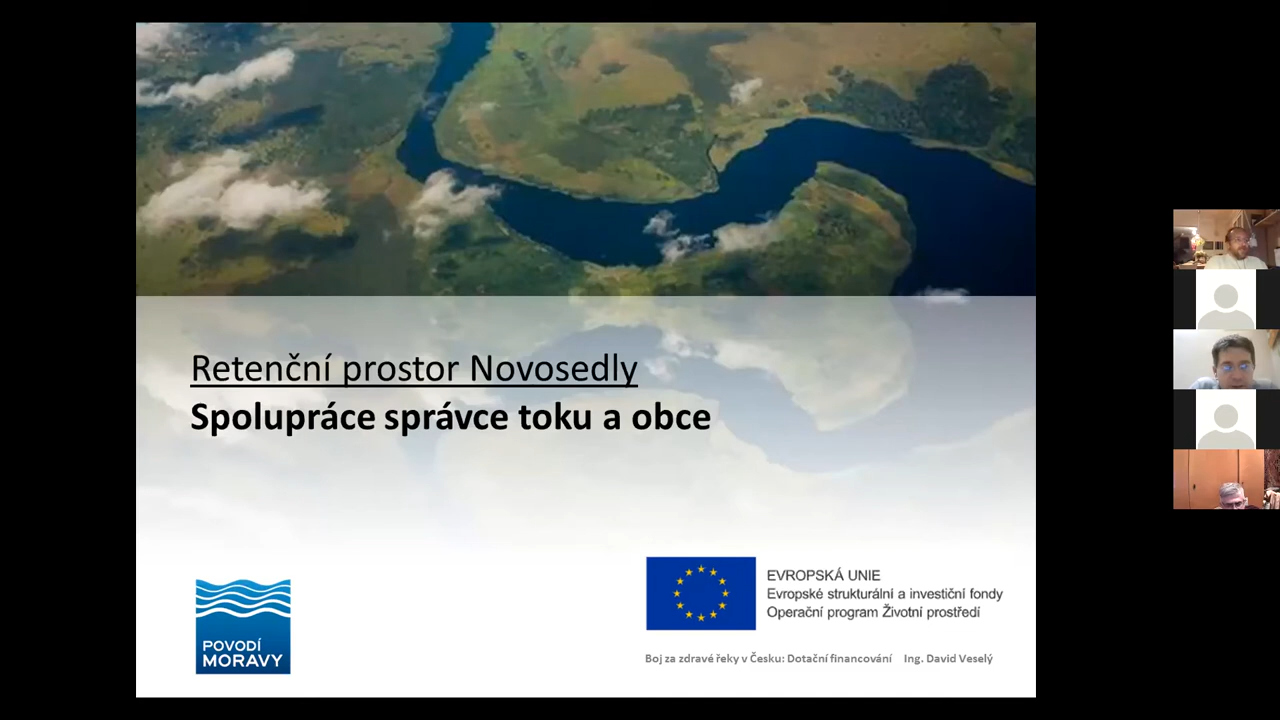 Retenční prostor Novosedly
Spolupráce správce toku a obce
POVODÍ
MORAVY
EVROPSKÁ UNIE
Evropské strukturální a investiční fondy
Operační program Životní prostředí
Boj za zdravé řeky v Česku: Dotační financování Ing. David Veselý